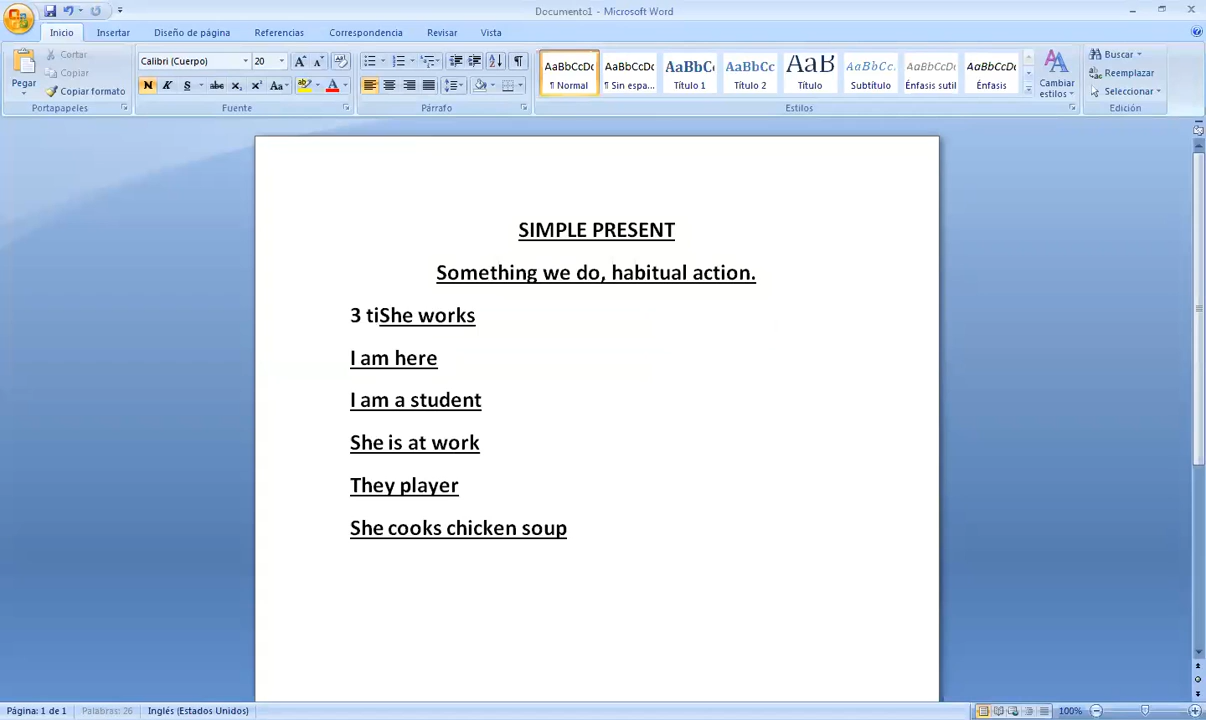 Documento1 - Microsoft Word
Inicio Insertar Diseño de página Referencias Correspondencia Revisar Vista
Pegar Cortar Copiar Copiar formato
Portapapeles
Calibri (Cuerpo) 20
N K S abc x₂ x² Aa
Fuente
Párrafo
AaBbCcDc ¶ Normal
AaBbCcDc ¶ Sin espa...
AaBbC Título 1
AaBbCc Título 2
AaB Título
AaBbCc. Subtítulo
AaBbCcDc Énfasis sutil
AaBbCcDc Énfasis
Cambiar estilos
Estilos
Buscar
Reemplazar
Seleccionar
Edición
SIMPLE PRESENT
Something we do, habitual action.
3 tiShe works
I am here
I am a student
She is at work
They player
She cooks chicken soup
Página: 1 de 1 Palabras: 26 Inglés (Estados Unidos) 100%